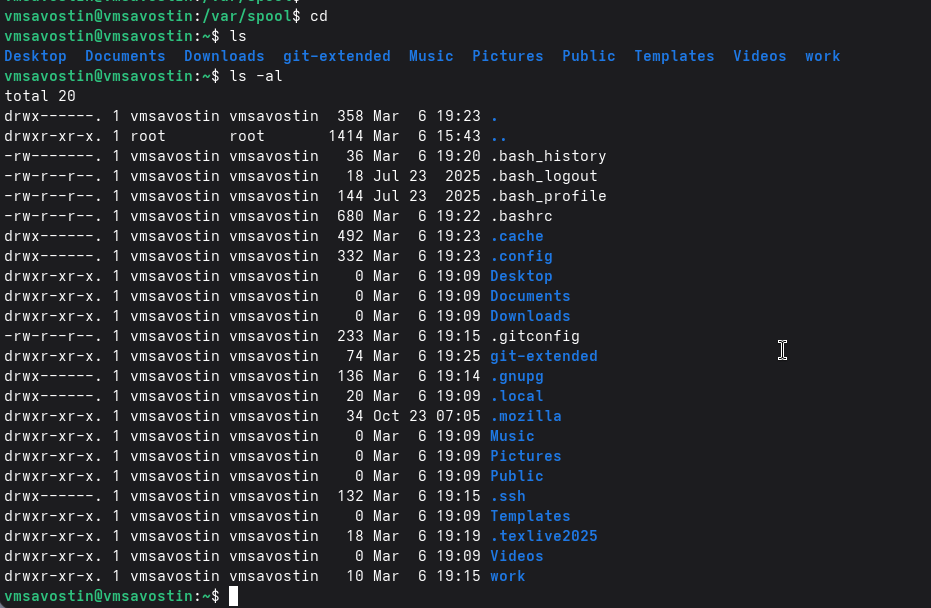 vmsavostin@vmsavostin:/var/spool$ cd
vmsavostin@vmsavostin:~$ ls
Desktop  Documents  Downloads  git-extended  Music  Pictures  Public  Templates  Videos  work
vmsavostin@vmsavostin:~$ ls -al
total 20
drwx------. 1 vmsavostin vmsavostin  358 Mar  6 19:23 .
drwxr-xr-x. 1 root       root       1414 Mar  6 15:43 ..
-rw-------. 1 vmsavostin vmsavostin   36 Mar  6 19:20 .bash_history
-rw-r--r--. 1 vmsavostin vmsavostin   18 Jul 23  2025 .bash_logout
-rw-r--r--. 1 vmsavostin vmsavostin  144 Jul 23  2025 .bash_profile
-rw-r--r--. 1 vmsavostin vmsavostin  680 Mar  6 19:22 .bashrc
drwx------. 1 vmsavostin vmsavostin  492 Mar  6 19:23 .cache
drwx------. 1 vmsavostin vmsavostin  332 Mar  6 19:23 .config
drwxr-xr-x. 1 vmsavostin vmsavostin    0 Mar  6 19:09 Desktop
drwxr-xr-x. 1 vmsavostin vmsavostin    0 Mar  6 19:09 Documents
drwxr-xr-x. 1 vmsavostin vmsavostin    0 Mar  6 19:09 Downloads
-rw-r--r--. 1 vmsavostin vmsavostin  233 Mar  6 19:15 .gitconfig
drwxr-xr-x. 1 vmsavostin vmsavostin   74 Mar  6 19:25 git-extended
drwx------. 1 vmsavostin vmsavostin  136 Mar  6 19:14 .gnupg
drwx------. 1 vmsavostin vmsavostin   20 Mar  6 19:09 .local
drwxr-xr-x. 1 vmsavostin vmsavostin   34 Oct 23 07:05 .mozilla
drwxr-xr-x. 1 vmsavostin vmsavostin    0 Mar  6 19:09 Music
drwxr-xr-x. 1 vmsavostin vmsavostin    0 Mar  6 19:09 Pictures
drwxr-xr-x. 1 vmsavostin vmsavostin    0 Mar  6 19:09 Public
drwx------. 1 vmsavostin vmsavostin  132 Mar  6 19:15 .ssh
drwxr-xr-x. 1 vmsavostin vmsavostin    0 Mar  6 19:09 Templates
drwxr-xr-x. 1 vmsavostin vmsavostin   18 Mar  6 19:19 .texlive2025
drwxr-xr-x. 1 vmsavostin vmsavostin    0 Mar  6 19:09 Videos
drwxr-xr-x. 1 vmsavostin vmsavostin   10 Mar  6 19:15 work
vmsavostin@vmsavostin:~$